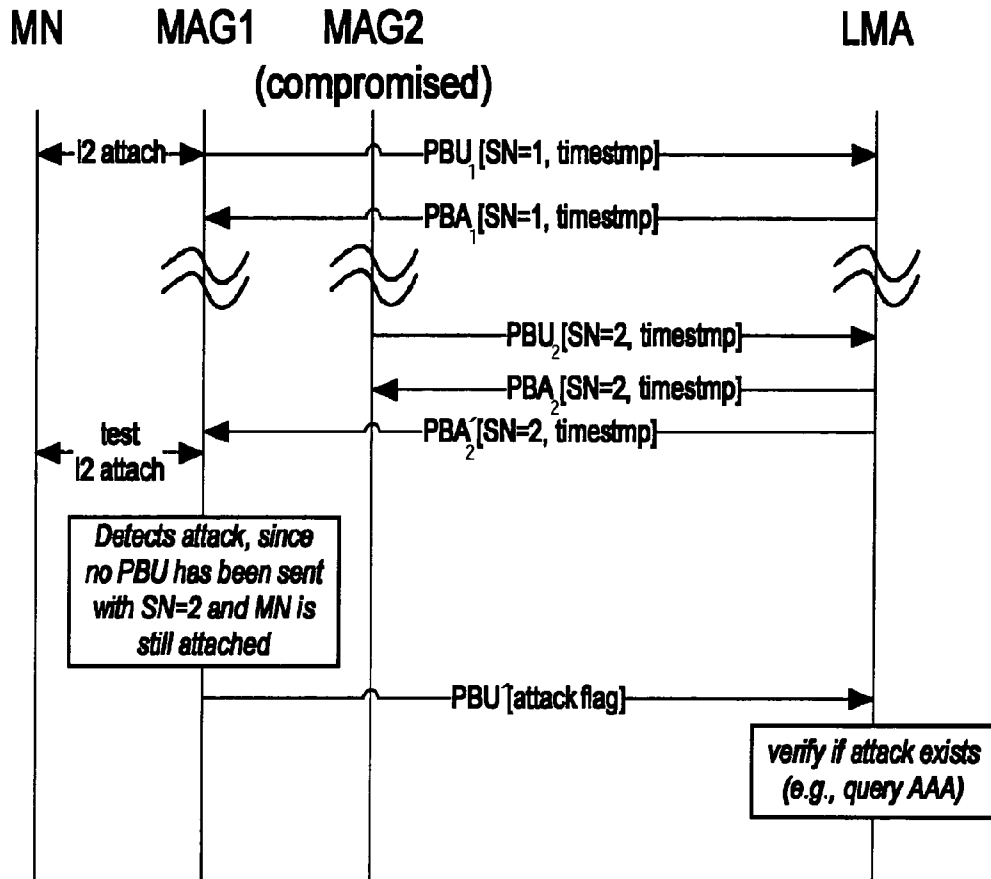 MN MAG1 MAG2 LMA
(compromised)
l2 attach PBU1[SN=1, timestmp]
PBA1[SN=1, timestmp]
PBU2[SN=2, timestmp]
PBA2[SN=2, timestmp]
PBA2´[SN=2, timestmp]
test
l2 attach
Detects attack, since
no PBU has been sent
with SN=2 and MN is
still attached
PBU´[attack flag]
verify if attack exists
(e.g., query AAA)